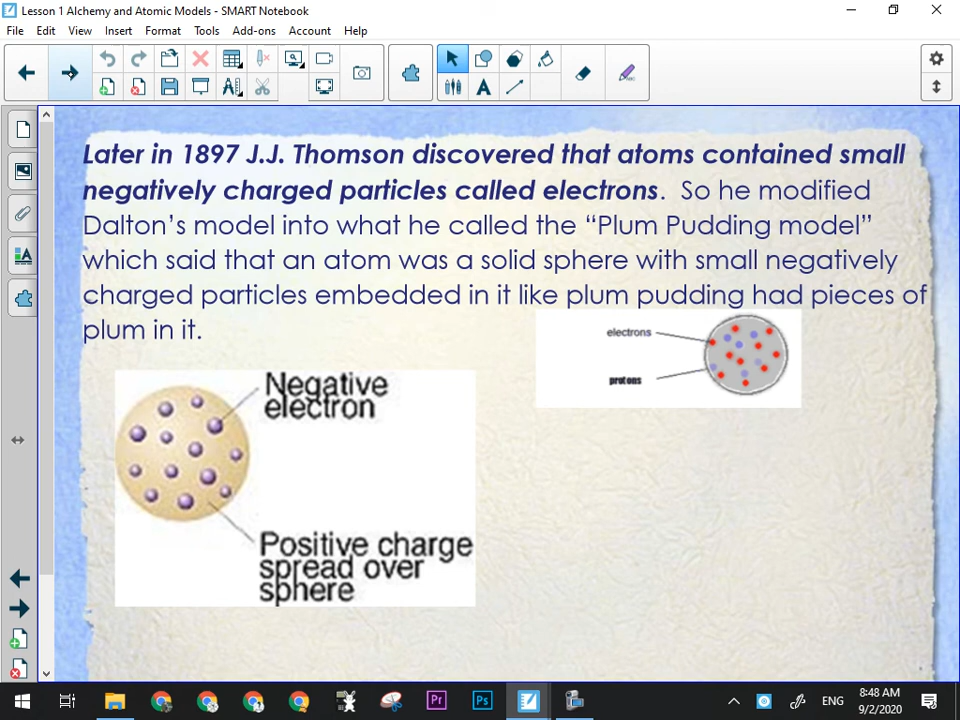 Lesson 1 Alchemy and Atomic Models - SMART Notebook
File Edit View Insert Format Tools Add-ons Account Help
Later in 1897 J.J. Thomson discovered that atoms contained small
negatively charged particles called electrons. So he modified
Dalton's model into what he called the “Plum Pudding model”
which said that an atom was a solid sphere with small negatively
charged particles embedded in it like plum pudding had pieces of
plum in it.
electrons
protons
Negative
electron
Positive charge
spread over
sphere
Pr
Ps
ENG
8:48 AM
9/2/2020